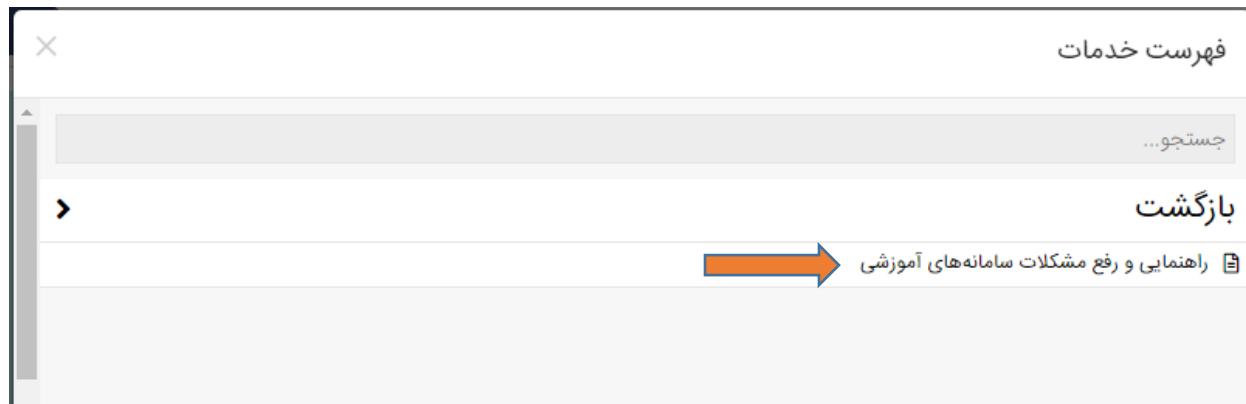 فهرست خدمات
جستجو...
بازگشت
راهنمایی و رفع مشکلات سامانه‌های آموزشی